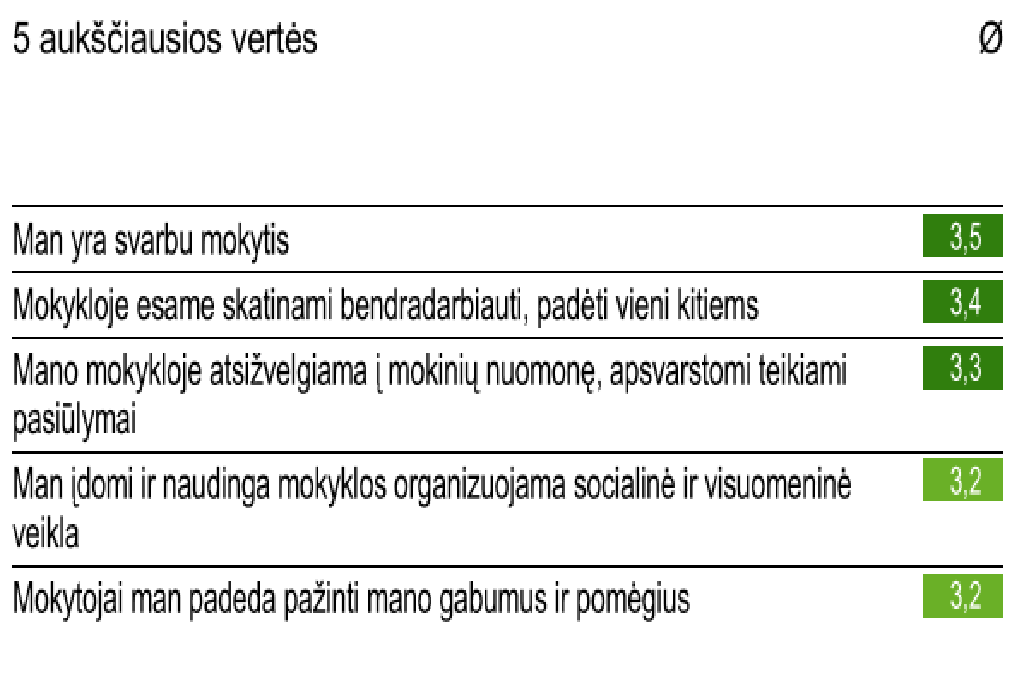 5 aukščiausios vertės Ø
Man yra svarbu mokytis 3,5
Mokykloje esame skatinami bendradarbiauti, padėti vieni kitiems 3,4
Mano mokykloje atsižvelgiama į mokinių nuomonę, apsvarstomi teikiami 3,3
pasiūlymai
Man įdomi ir naudinga mokyklos organizuojama socialinė ir visuomeninė 3,2
veikla
Mokytojai man padeda pažinti mano gabumus ir pomėgius 3,2